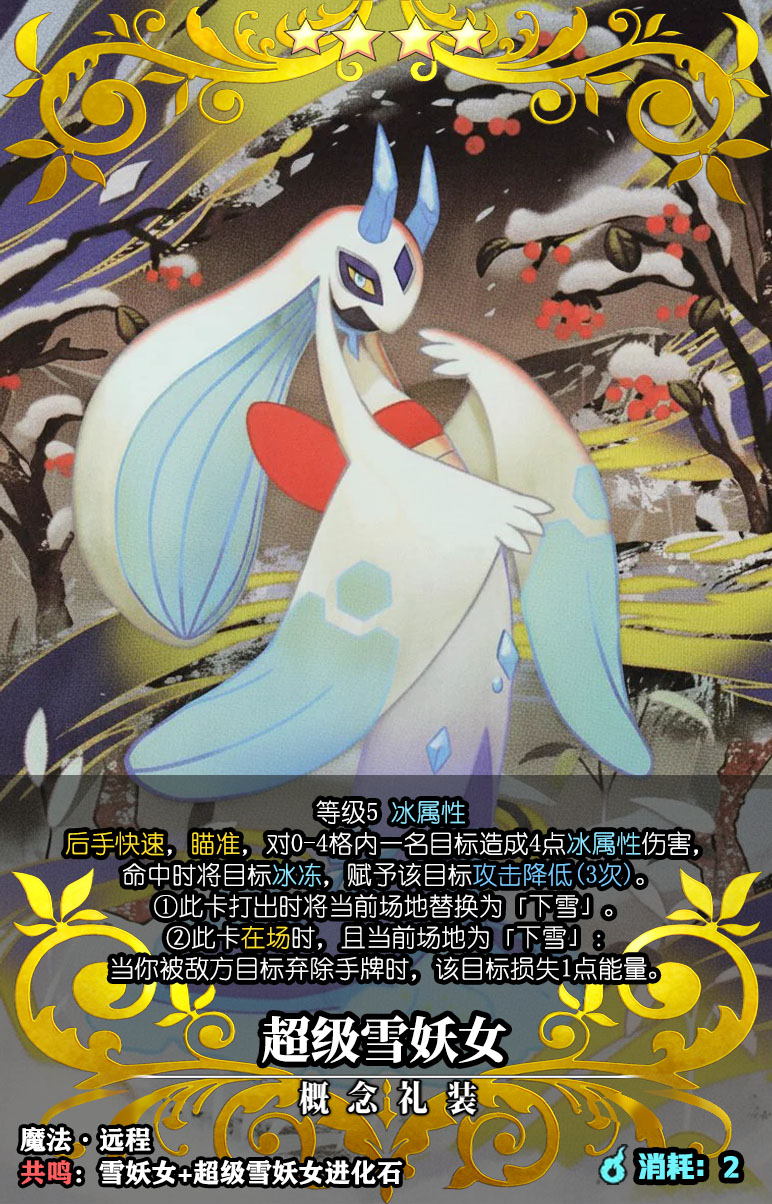 等级5 冰属性
后手快速，瞄准，对0-4格内一名目标造成4点冰属性伤害，
命中时将目标冰冻，赋予该目标攻击降低(3次)。
①此卡打出时将当前场地替换为「下雪」。
②此卡在场时，且当前场地为「下雪」：
当你被敌方目标弃除手牌时，该目标损失1点能量。
超级雪妖女
概念礼装
魔法·远程
共鸣：雪妖女+超级雪妖女进化石
消耗：2